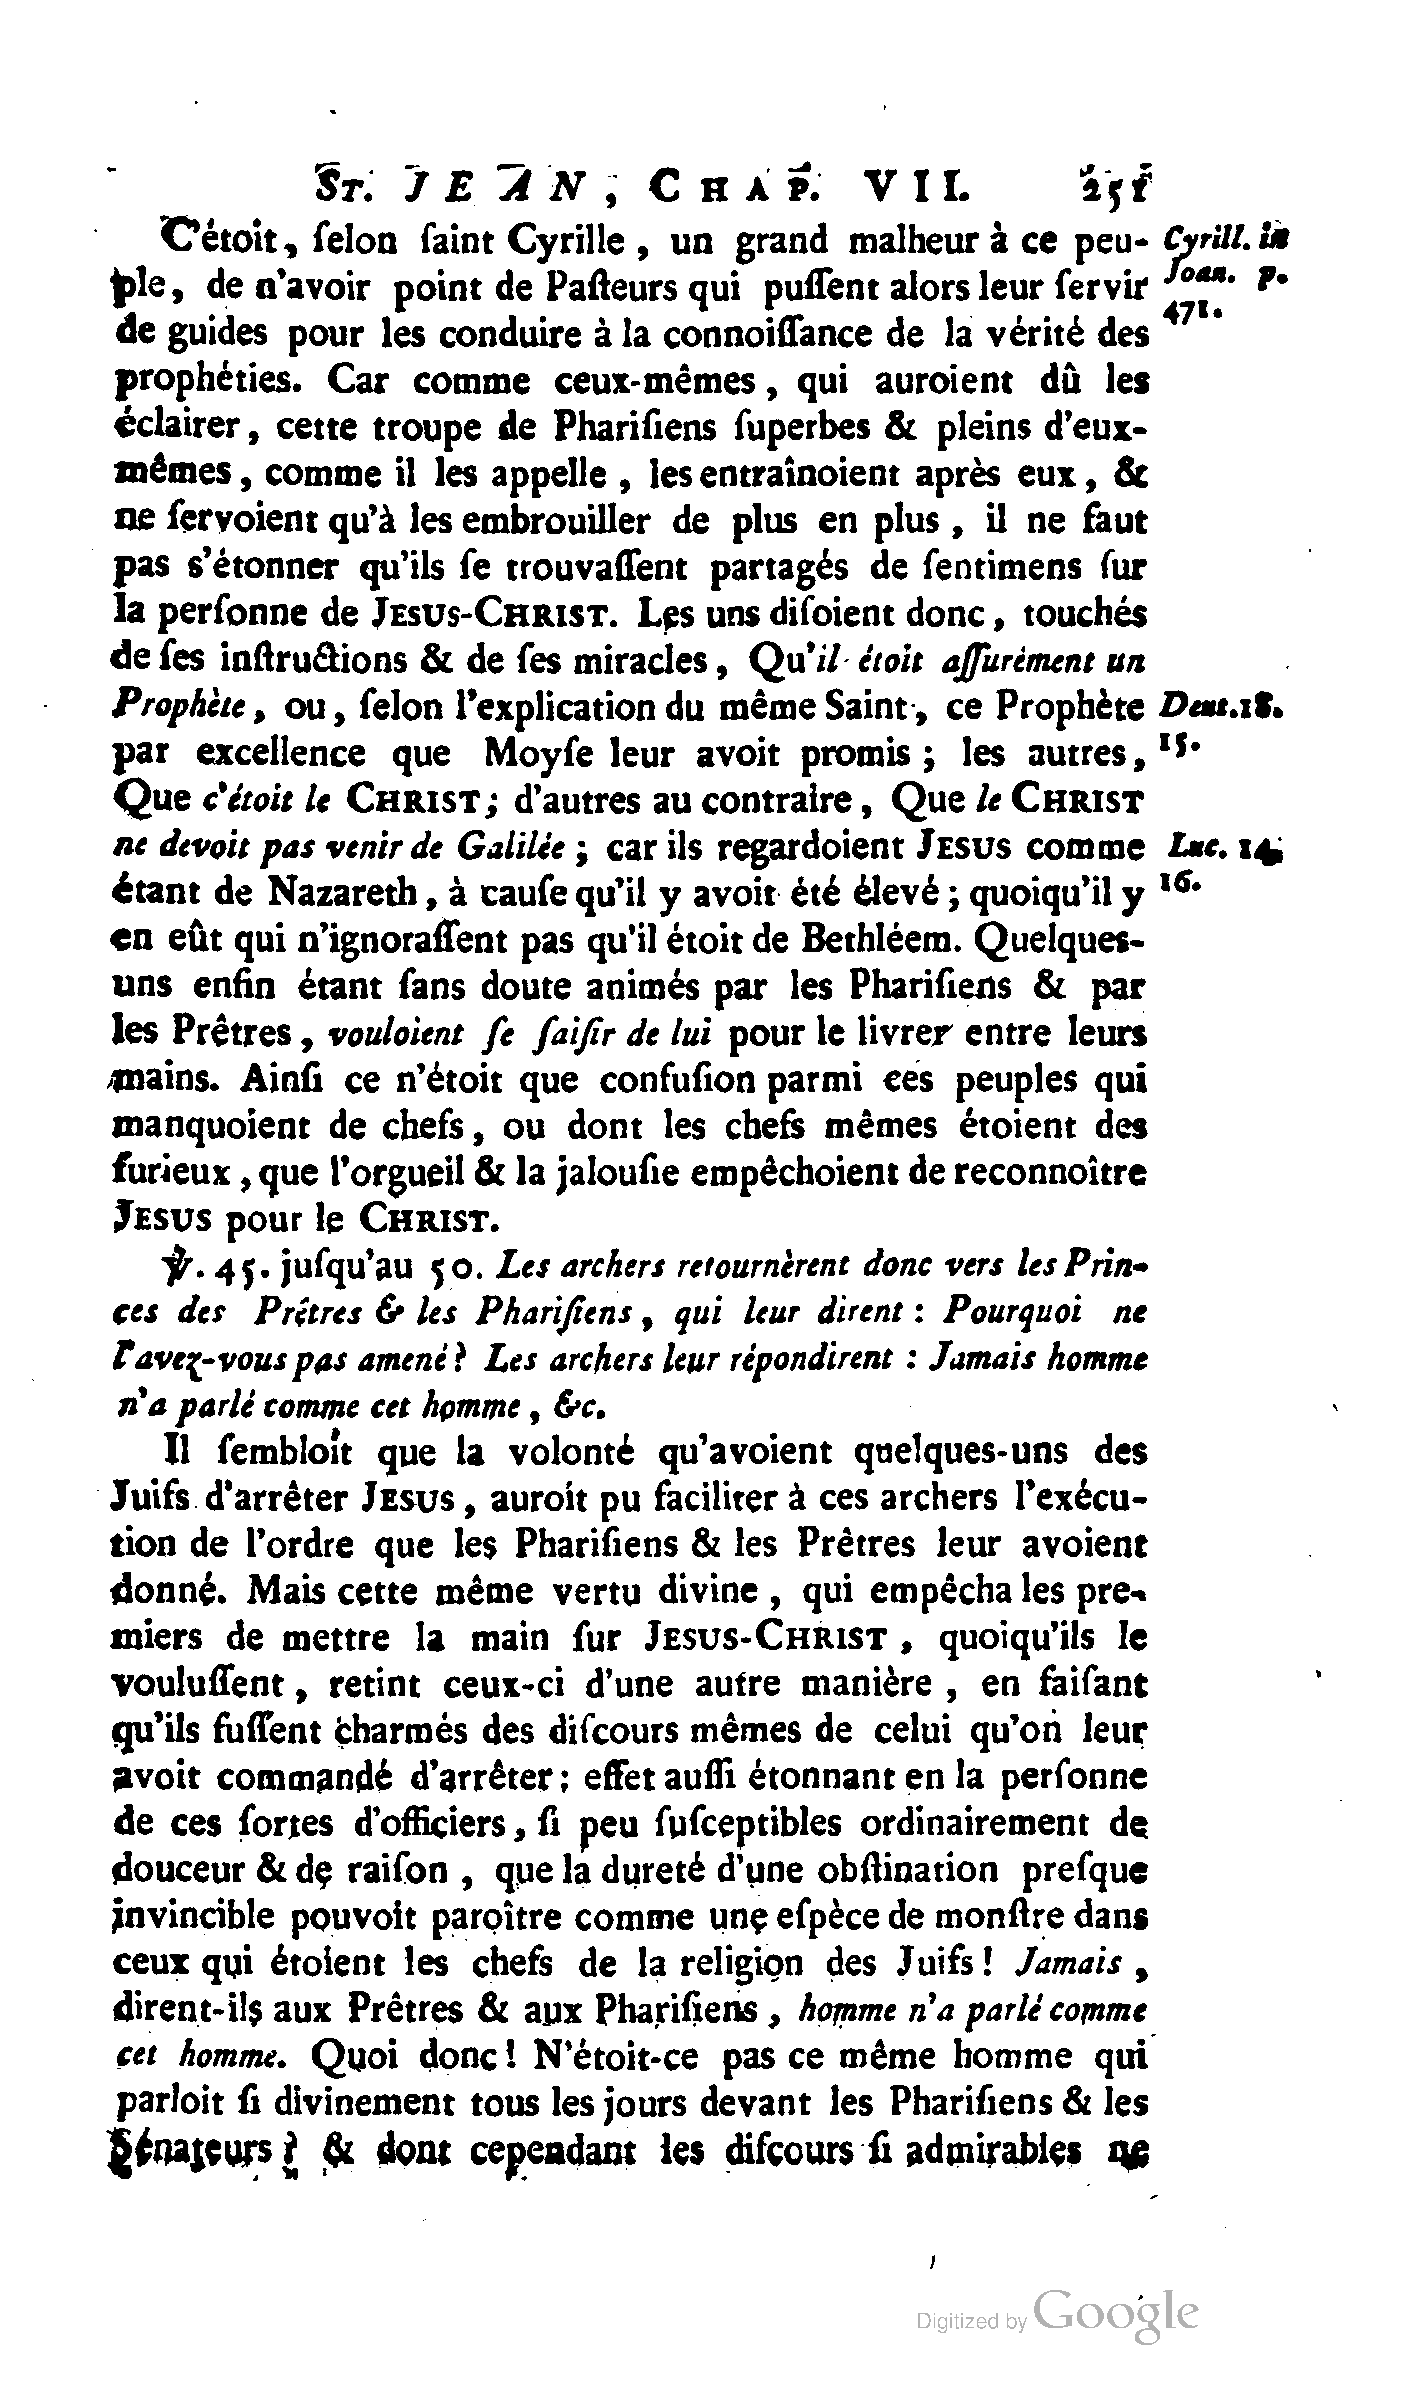 ST. JEAN, CHAP. VII. 251
C'étoit, ſelon ſaint Cyrille, un grand malheur à ce peu- Cyrill. in
ple, de n'avoir point de Paſteurs qui puſſent alors leur ſervir Joan. p.
de guides pour les conduire à la connoiſſance de la vérité des 471.
prophéties. Car comme ceux-mêmes, qui auroient dû les
éclairer, cette troupe de Phariſiens ſuperbes & pleins d'eux-
mêmes, comme il les appelle, les entraînoient après eux, &
ne ſervoient qu'à les embrouiller de plus en plus, il ne faut
pas s'étonner qu'ils ſe trouvaſſent partagés de ſentimens ſur
la perſonne de JESUS-CHRIST. Les uns diſoient donc, touchés
de ſes inſtructions & de ſes miracles, Qu'il étoit aſſurément un
Prophète, ou, ſelon l'explication du même Saint, ce Prophète Deut. 18.
par excellence que Moyſe leur avoit promis; les autres, 15.
Que c'étoit le CHRIST; d'autres au contraire, Que le CHRIST
ne devoit pas venir de Galilée; car ils regardoient JESUS comme Luc. 14.
étant de Nazareth, à cauſe qu'il y avoit été élevé; quoiqu'il y 16.
en eût qui n'ignoraſſent pas qu'il étoit de Bethléem. Quelques-
uns enfin étant ſans doute animés par les Phariſiens & par
les Prêtres, vouloient ſe ſaiſir de lui pour le livrer entre leurs
mains. Ainſi ce n'étoit que confuſion parmi ces peuples qui
manquoient de chefs, ou dont les chefs mêmes étoient des
furieux, que l'orgueil & la jalouſie empêchoient de reconnoître
JESUS pour le CHRIST.
℣. 45. juſqu'au 50. Les archers retournèrent donc vers les Prin-
ces des Prêtres & les Phariſiens, qui leur dirent : Pourquoi ne
l'avez-vous pas amené? Les archers leur répondirent : Jamais homme
n'a parlé comme cet homme, &c.
Il ſembloit que la volonté qu'avoient quelques-uns des
Juifs d'arrêter JESUS, auroit pu faciliter à ces archers l'exécu-
tion de l'ordre que les Phariſiens & les Prêtres leur avoient
donné. Mais cette même vertu divine, qui empêcha les pre-
miers de mettre la main ſur JESUS-CHRIST, quoiqu'ils le
vouluſſent, retint ceux-ci d'une autre manière, en faiſant
qu'ils fuſſent charmés des diſcours mêmes de celui qu'on leur
avoit commandé d'arrêter; effet auſſi étonnant en la perſonne
de ces ſortes d'officiers, ſi peu ſuſceptibles ordinairement de
douceur & de raiſon, que la dureté d'une obſtination preſque
invincible pouvoit paroître comme une eſpèce de monſtre dans
ceux qui étoient les chefs de la religion des Juifs! Jamais,
dirent-ils aux Prêtres & aux Phariſiens, homme n'a parlé comme
cet homme. Quoi donc! N'étoit-ce pas ce même homme qui
parloit ſi divinement tous les jours devant les Phariſiens & les
Sénateurs? & dont cependant les diſcours ſi admirables ne
Digitized by Google